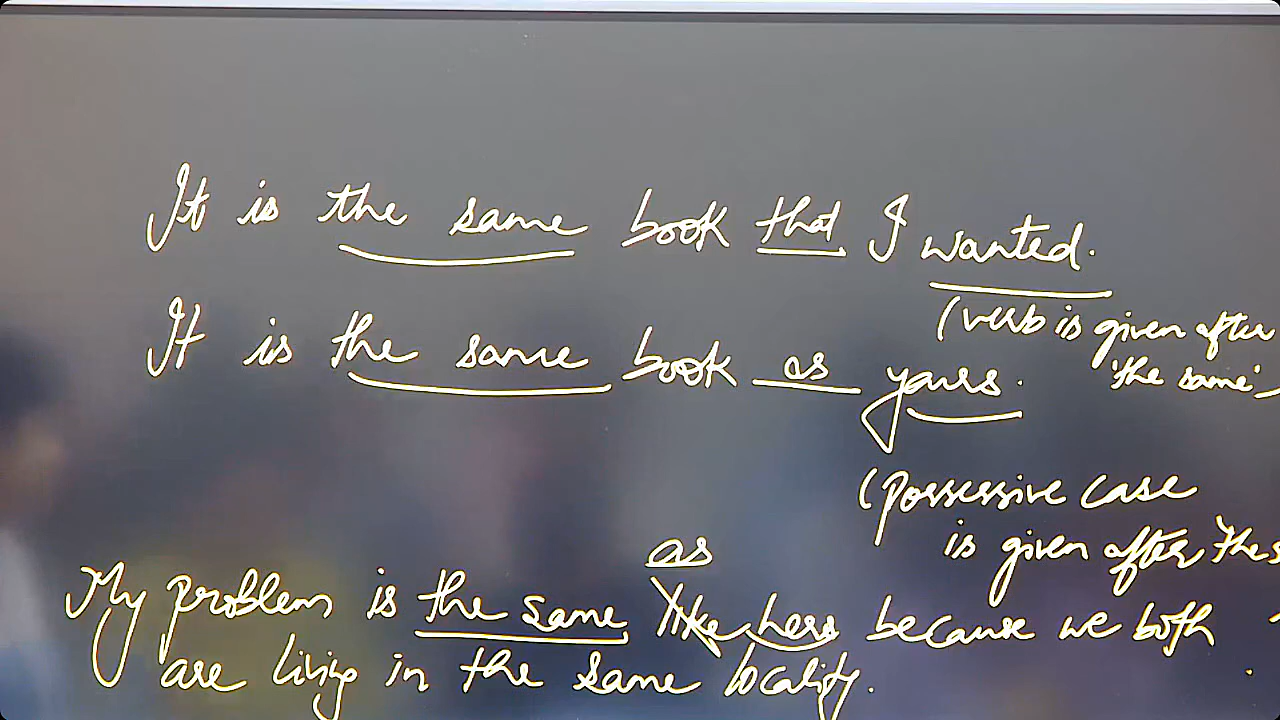 It is the same book that I wanted.
(verb is given after
'the same'
It is the same book as yours.
(possessive case
is given after the s
as
My problem is the same like hers because we both
are living in the same locality.